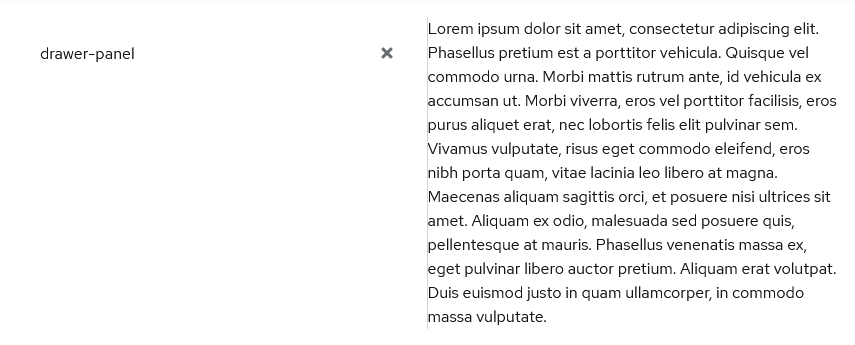 drawer-panel
Lorem ipsum dolor sit amet, consectetur adipiscing elit.
Phasellus pretium est a porttitor vehicula. Quisque vel
commodo urna. Morbi mattis rutrum ante, id vehicula ex
accumsan ut. Morbi viverra, eros vel porttitor facilisis, eros
purus aliquet erat, nec lobortis felis elit pulvinar sem.
Vivamus vulputate, risus eget commodo eleifend, eros
nibh porta quam, vitae lacinia leo libero at magna.
Maecenas aliquam sagittis orci, et posuere nisi ultrices sit
amet. Aliquam ex odio, malesuada sed posuere quis,
pellentesque at mauris. Phasellus venenatis massa ex,
eget pulvinar libero auctor pretium. Aliquam erat volutpat.
Duis euismod justo in quam ullamcorper, in commodo
massa vulputate.